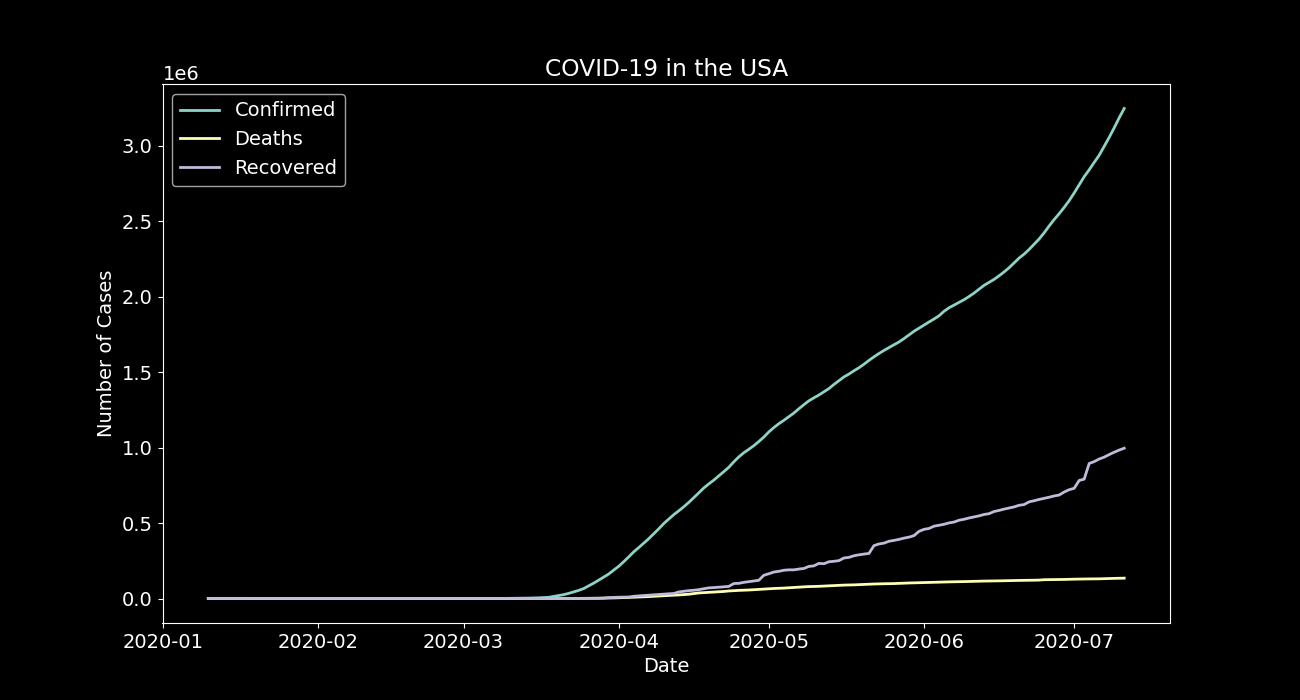 COVID-19 in the USA
1e6
Confirmed
Deaths
Recovered
3.0
2.5
2.0
1.5
1.0
0.5
0.0
Number of Cases
2020-01 2020-02 2020-03 2020-04 2020-05 2020-06 2020-07
Date